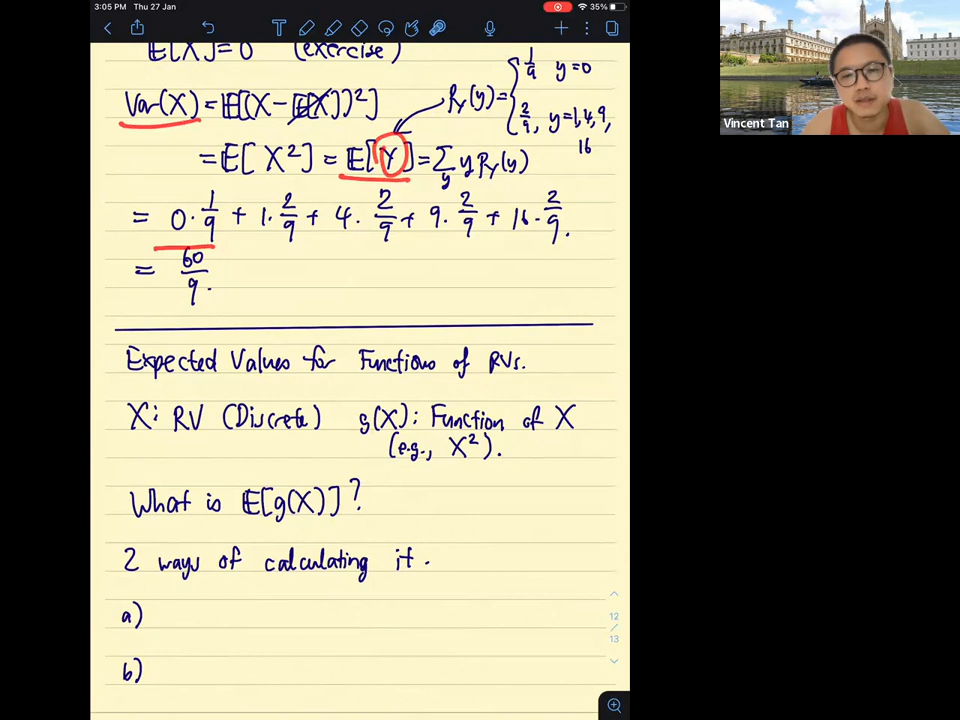 3:05 PM Thu 27 Jan
35%
E[X]=0 (exercise)
Var(X) = E[(X-E(X))²]
P_Y(y) = { 1/9 y=0
2/9, y=1,4,9,
16
= E[X²] = E[Y] = Σ_y y P_Y(y)
= 0·1/9 + 1·2/9 + 4·2/9 + 9·2/9 + 16·2/9.
= 60/9.
Expected Values for Functions of RVs.
X: RV (Discrete) g(X): Function of X
(e.g., X²).
What is E[g(X)]?
2 ways of calculating it.
a)
b)
12
/
13
Vincent Tan